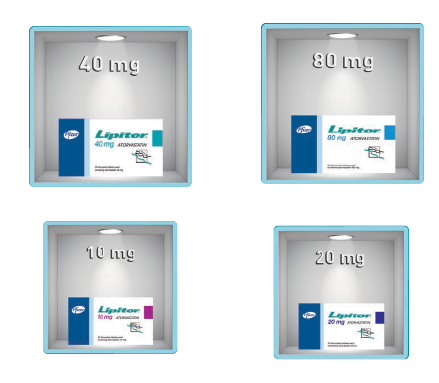 40 mg
Pfizer
Lipitor
40 mg ATORVASTATIN
80 mg
Pfizer
Lipitor
80 mg ATORVASTATIN
10 mg
Pfizer
Lipitor
10 mg ATORVASTATIN
20 mg
Pfizer
Lipitor
20 mg ATORVASTATIN